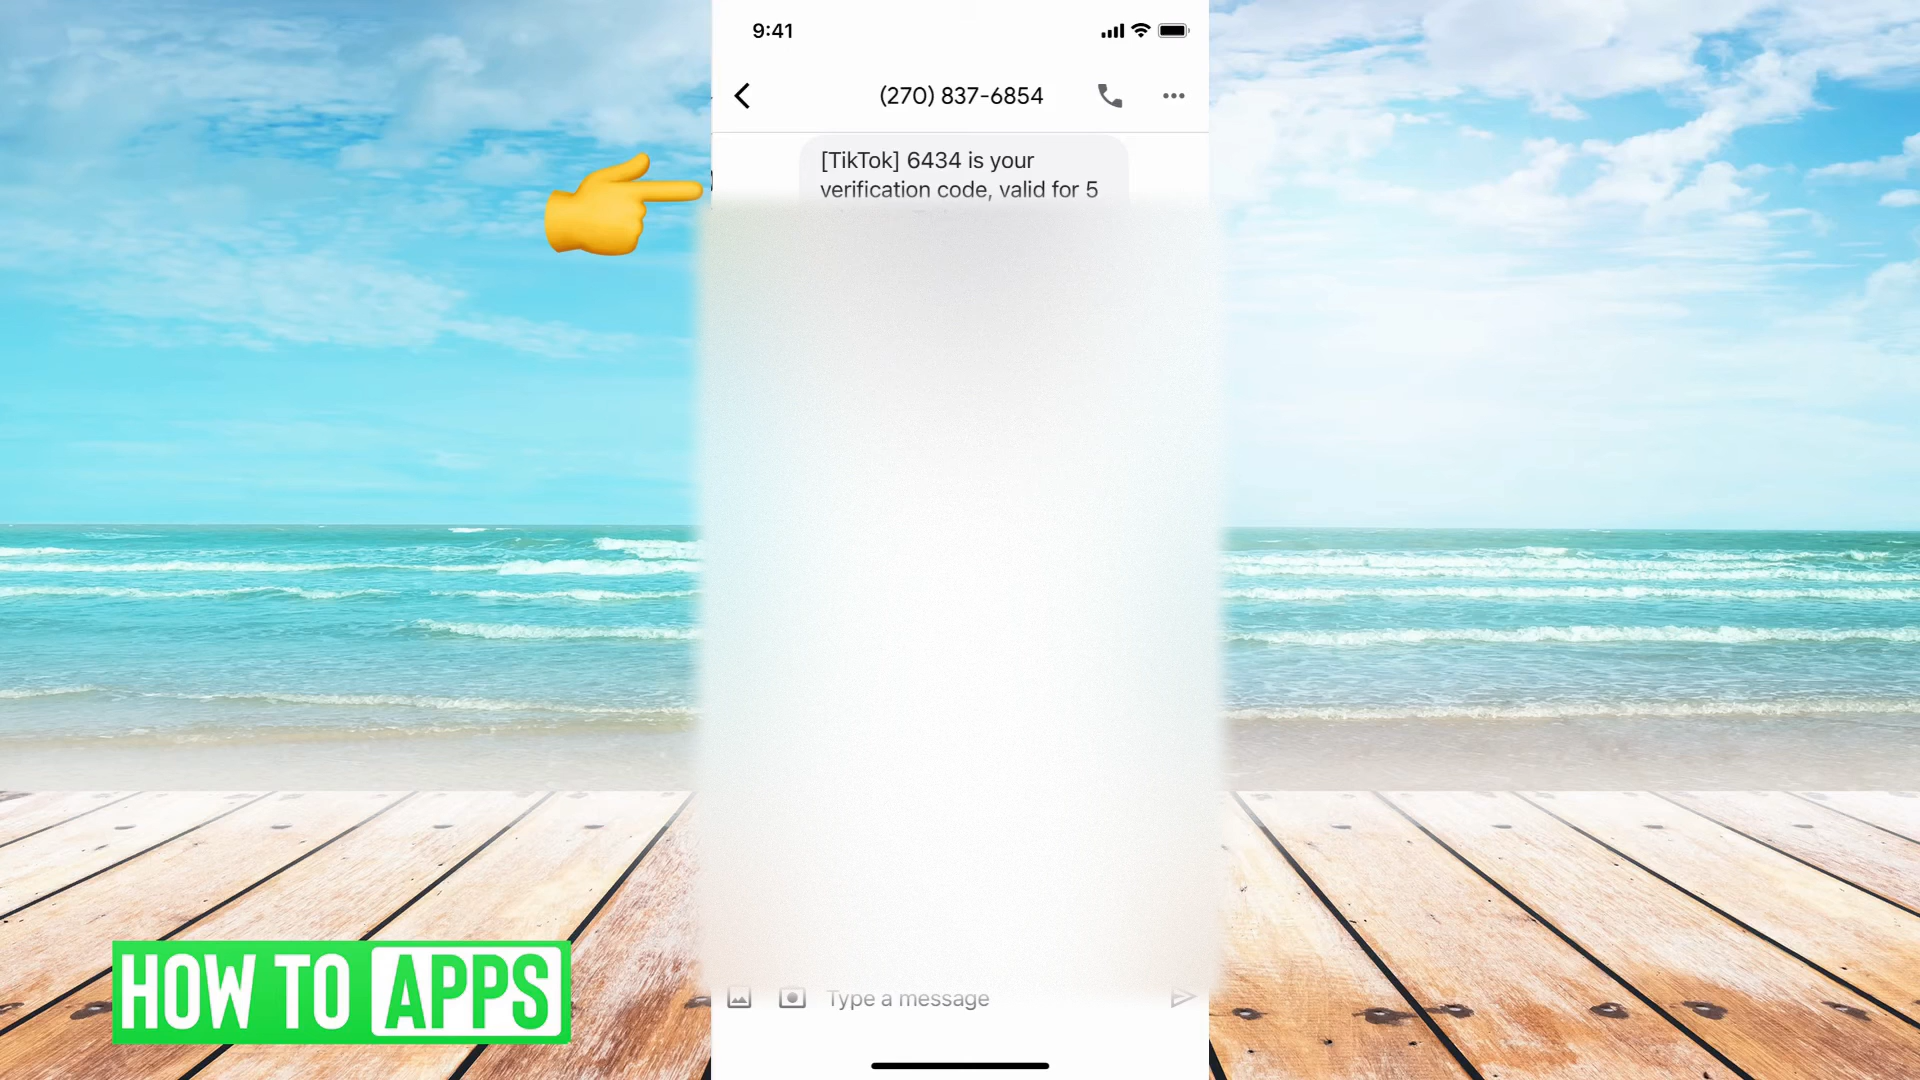 9:41
(270) 837-6854
[TikTok] 6434 is your
verification code, valid for 5
Type a message
HOW TO APPS